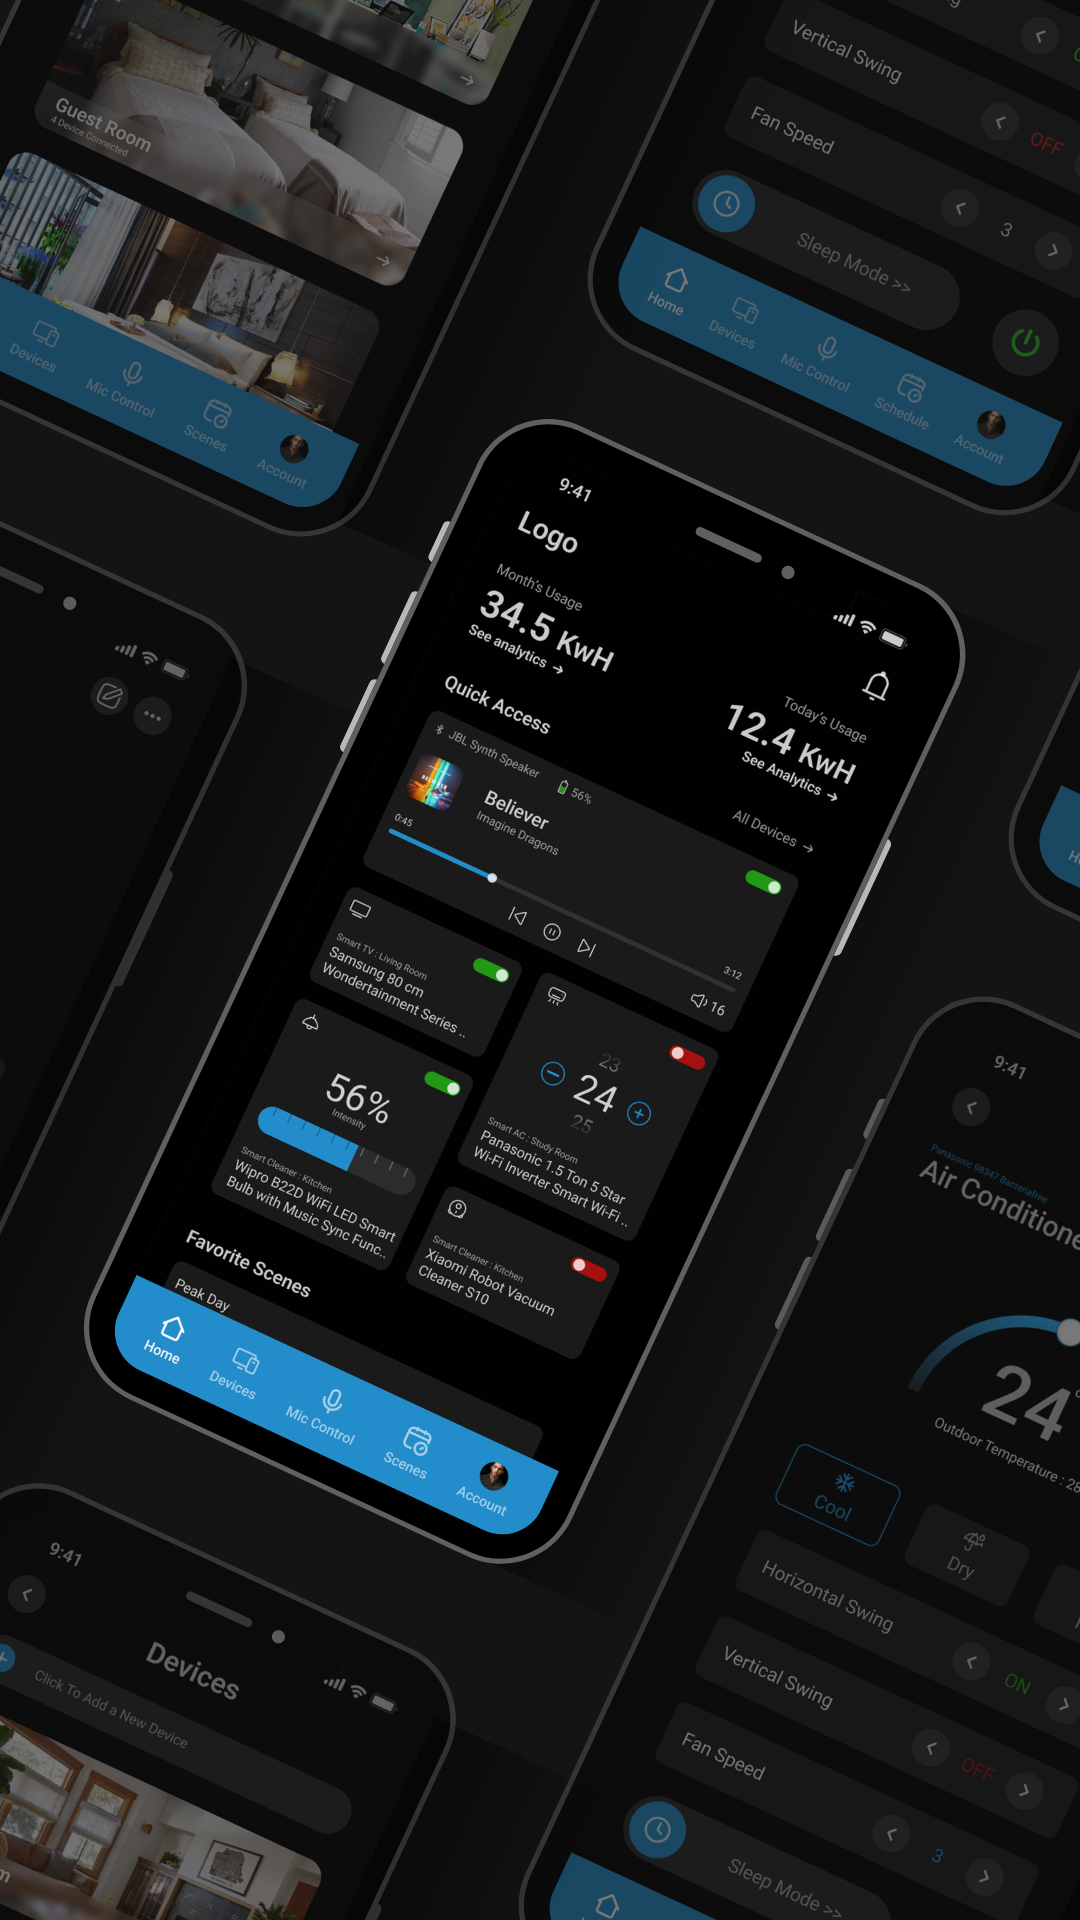 Guest Room
4 Device Connected
Devices
Mic Control
Scenes
Account
Vertical Swing
OFF
Fan Speed
3
Sleep Mode >>
Home
Devices
Mic Control
Schedule
Account
9:41
Logo
Month's Usage
34.5 KwH
See analytics →
Today's Usage
12.4 KwH
See Analytics →
Quick Access
All Devices →
JBL Synth Speaker
56%
Believer
Imagine Dragons
0:45
3:12
16
Smart TV : Living Room
Samsung 80 cm
Wondertainment Series ..
23
24
25
Smart AC : Study Room
Panasonic 1.5 Ton 5 Star
Wi-Fi Inverter Smart Wi-Fi ..
56%
Intensity
Smart Cleaner : Kitchen
Wipro B22D WiFi LED Smart
Bulb with Music Sync Func..
Smart Cleaner : Kitchen
Xiaomi Robot Vacuum
Cleaner S10
Favorite Scenes
Peak Day
Home
Devices
Mic Control
Scenes
Account
9:41
Panasonic 98347 Bacteriafree
Air Conditione
24
Outdoor Temperature : 28
Cool
Dry
Horizontal Swing
ON
Vertical Swing
OFF
Fan Speed
3
Sleep Mode >>
9:41
Devices
Click To Add a New Device